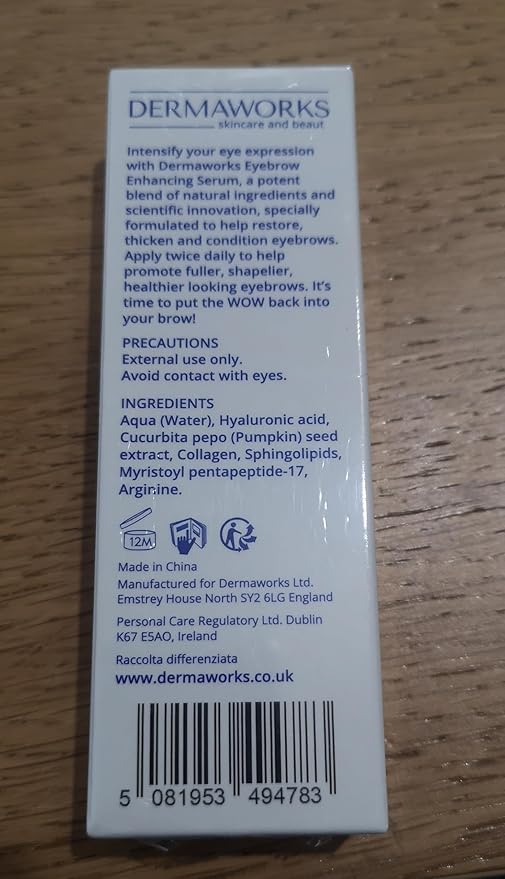 DERMAWORKS
skincare and beaut
Intensify your eye expression
with Dermaworks Eyebrow
Enhancing Serum, a potent
blend of natural ingredients and
scientific innovation, specially
formulated to help restore,
thicken and condition eyebrows.
Apply twice daily to help
promote fuller, shapelier,
healthier looking eyebrows. It's
time to put the WOW back into
your brow!
PRECAUTIONS
External use only.
Avoid contact with eyes.
INGREDIENTS
Aqua (Water), Hyaluronic acid,
Cucurbita pepo (Pumpkin) seed
extract, Collagen, Sphingolipids,
Myristoyl pentapeptide-17,
Arginine.
12M
Made in China
Manufactured for Dermaworks Ltd.
Emstrey House North SY2 6LG England
Personal Care Regulatory Ltd. Dublin
K67 E5AO, Ireland
Raccolta differenziata
www.dermaworks.co.uk
5 081953 494783